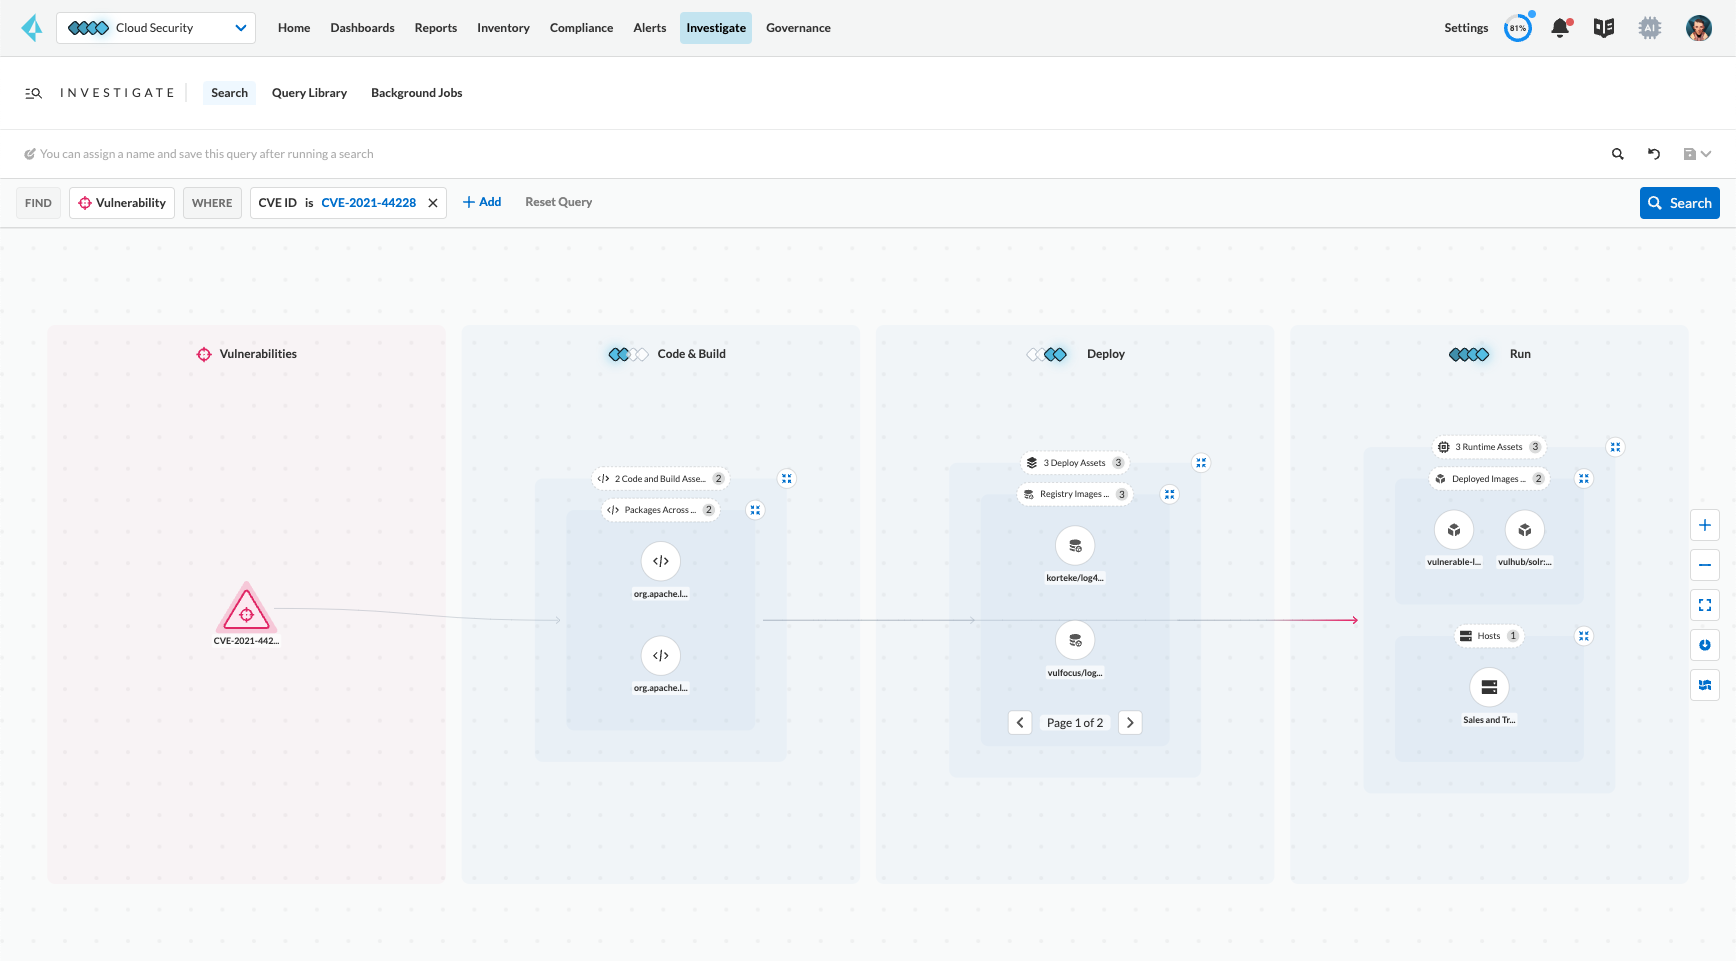 Cloud Security
Home Dashboards Reports Inventory Compliance Alerts Investigate Governance
Settings 81% AI
INVESTIGATE Search Query Library Background Jobs
You can assign a name and save this query after running a search
FIND Vulnerability WHERE CVE ID is CVE-2021-44228 Add Reset Query Search
Vulnerabilities
CVE-2021-442...
Code & Build
2 Code and Build Asse... 2
Packages Across ... 2
org.apache.l...
org.apache.l...
Deploy
3 Deploy Assets 3
Registry Images ... 3
korteke/log4...
vulfocus/log...
Page 1 of 2
Run
3 Runtime Assets 3
Deployed Images ... 2
vulnerable-l... vulhub/solr:...
Hosts 1
Sales and Tr...